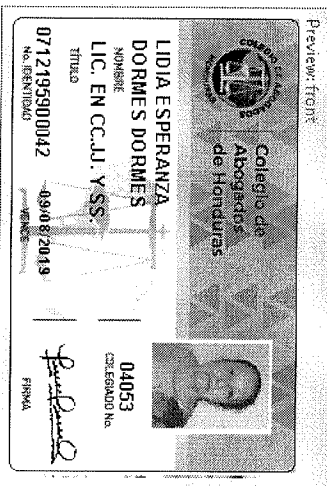 Preview: front
Colegio de
Abogados
de Honduras
LIDIA ESPERANZA
DORMES DORMES
NOMBRE
LIC. EN CC.JJ. Y SS.
TÍTULO
04053
COLEGIADO No.
0712195900042
No. IDENTIDAD
09/08/2019
VENCE
FIRMA